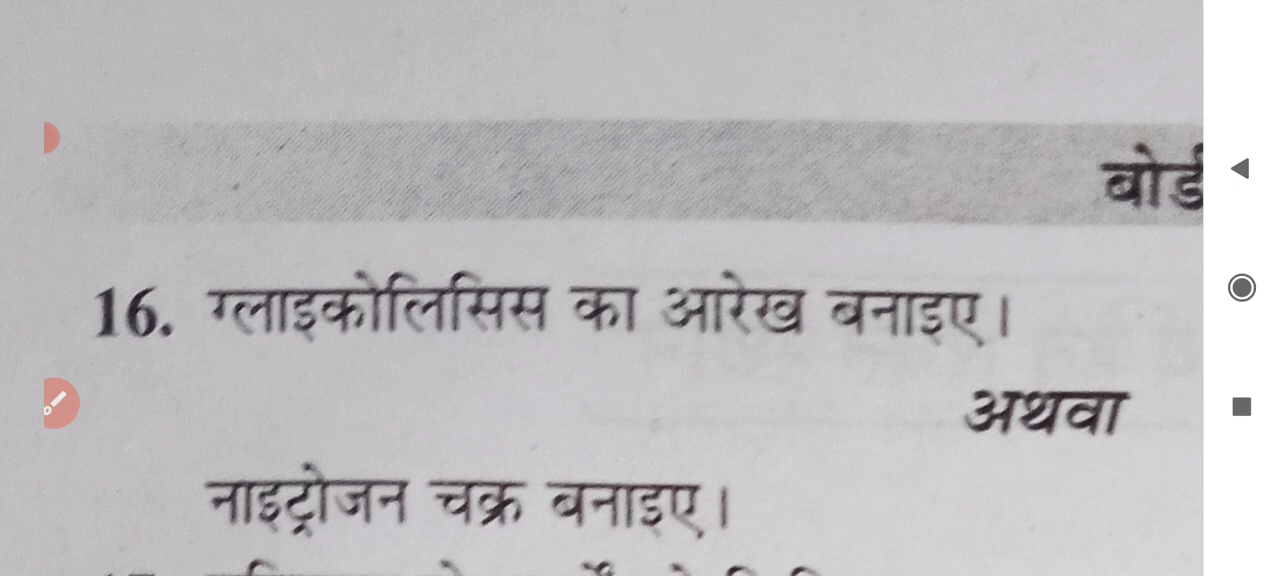 बोर्ड
16. ग्लाइकोलिसिस का आरेख बनाइए।
अथवा
नाइट्रोजन चक्र बनाइए।